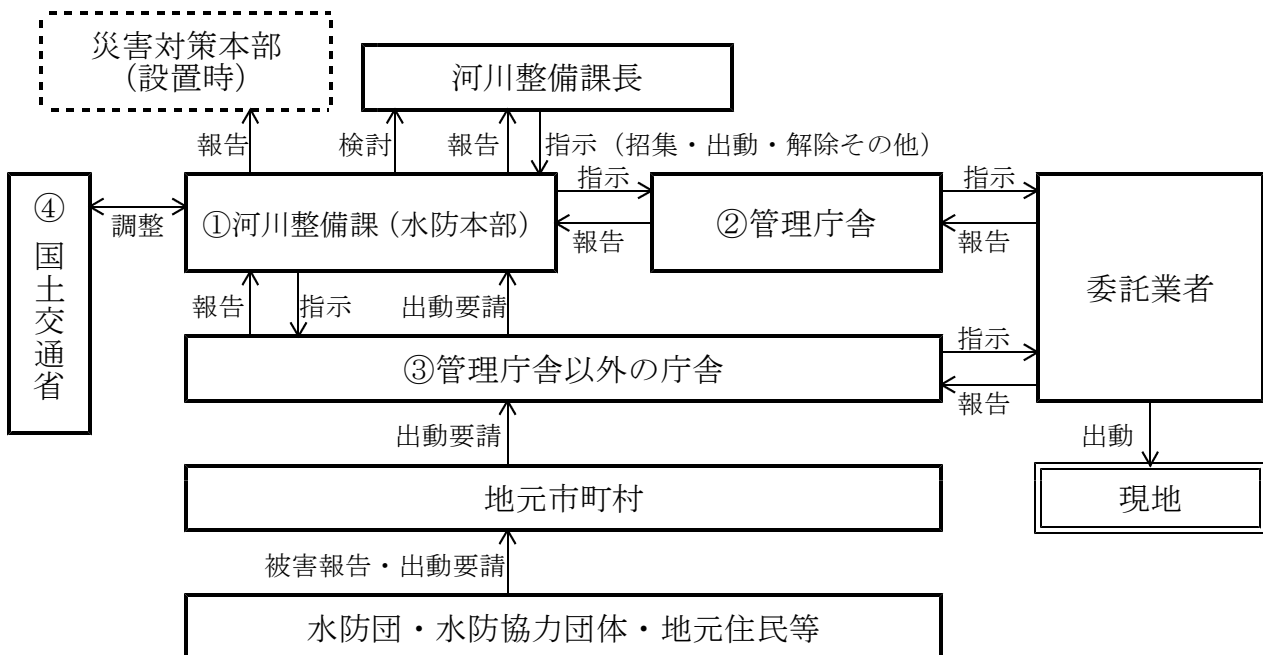 災害対策本部
(設置時)
河川整備課長
報告
検討
報告
指示（招集・出動・解除その他）
指示
指示
④
国土交通省
調整
①河川整備課（水防本部）
報告
②管理庁舎
報告
委託業者
報告
指示
出動要請
指示
③管理庁舎以外の庁舎
報告
出動要請
出動
地元市町村
現地
被害報告・出動要請
水防団・水防協力団体・地元住民等